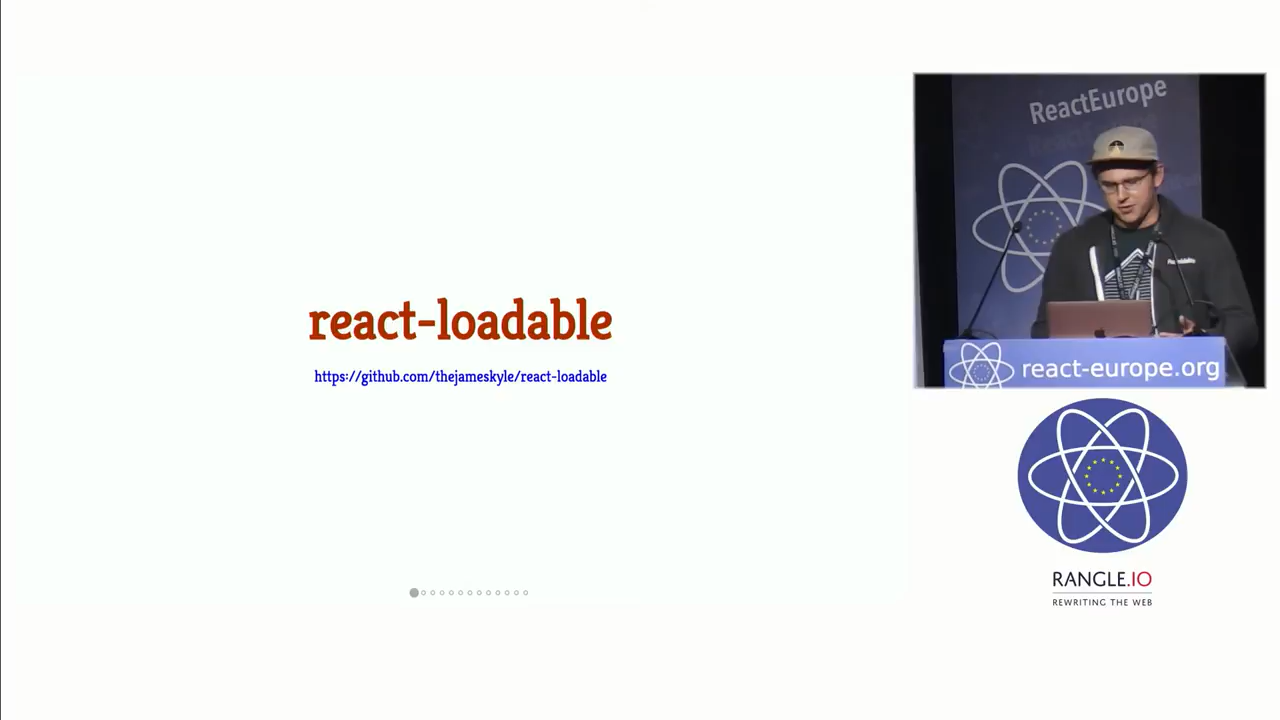 react-loadable
https://github.com/thejameskyle/react-loadable
ReactEurope
react-europe.org
RANGLE.IO
REWRITING THE WEB